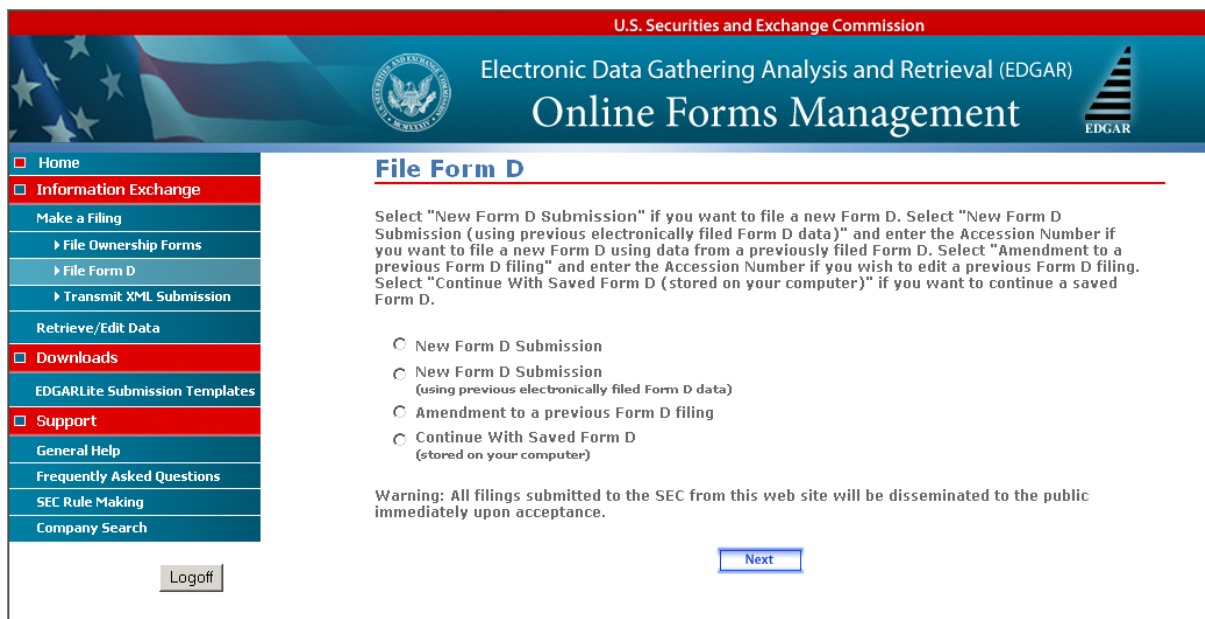 U.S. Securities and Exchange Commission
Electronic Data Gathering Analysis and Retrieval (EDGAR)
Online Forms Management
EDGAR
Home
Information Exchange
Make a Filing
File Ownership Forms
File Form D
Transmit XML Submission
Retrieve/Edit Data
Downloads
EDGARLite Submission Templates
Support
General Help
Frequently Asked Questions
SEC Rule Making
Company Search
Logoff
File Form D
Select "New Form D Submission" if you want to file a new Form D. Select "New Form D
Submission (using previous electronically filed Form D data)" and enter the Accession Number if
you want to file a new Form D using data from a previously filed Form D. Select "Amendment to a
previous Form D filing" and enter the Accession Number if you wish to edit a previous Form D filing.
Select "Continue With Saved Form D (stored on your computer)" if you want to continue a saved
Form D.
New Form D Submission
New Form D Submission
(using previous electronically filed Form D data)
Amendment to a previous Form D filing
Continue With Saved Form D
(stored on your computer)
Warning: All filings submitted to the SEC from this web site will be disseminated to the public
immediately upon acceptance.
Next